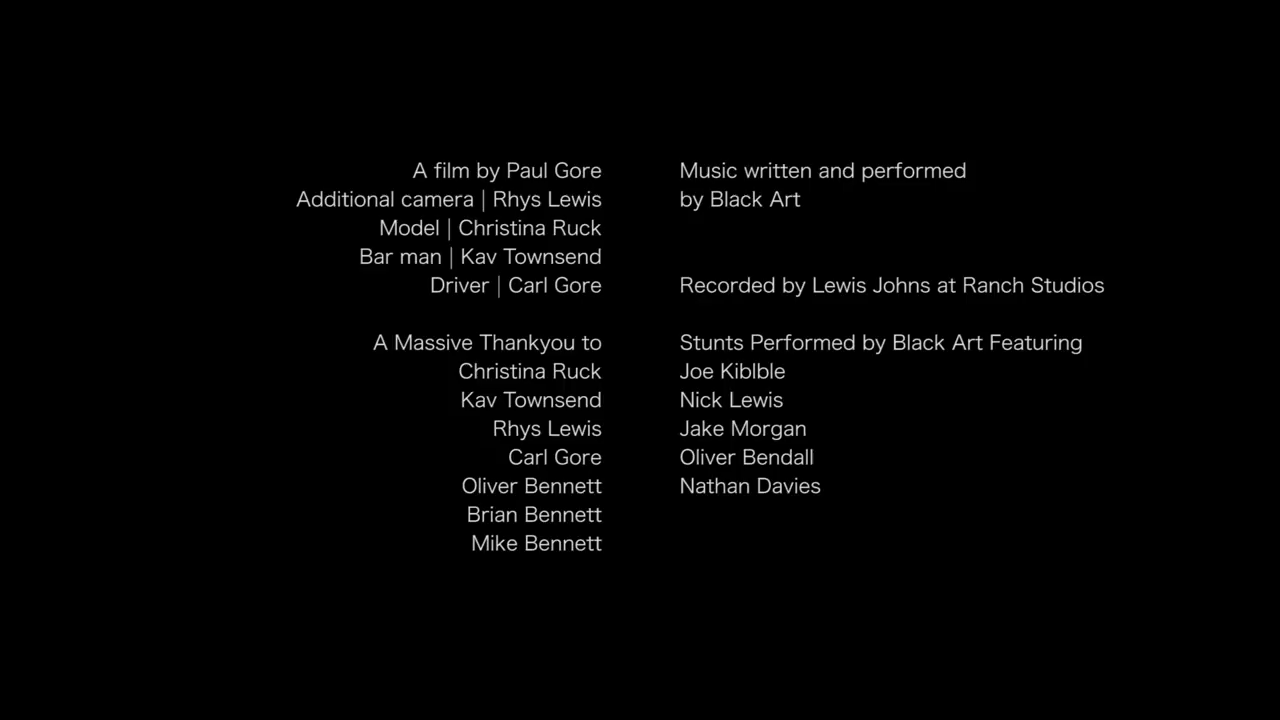 A film by Paul Gore
Additional camera | Rhys Lewis
Model | Christina Ruck
Bar man | Kav Townsend
Driver | Carl Gore
A Massive Thankyou to
Christina Ruck
Kav Townsend
Rhys Lewis
Carl Gore
Oliver Bennett
Brian Bennett
Mike Bennett
Music written and performed
by Black Art
Recorded by Lewis Johns at Ranch Studios
Stunts Performed by Black Art Featuring
Joe Kiblble
Nick Lewis
Jake Morgan
Oliver Bendall
Nathan Davies